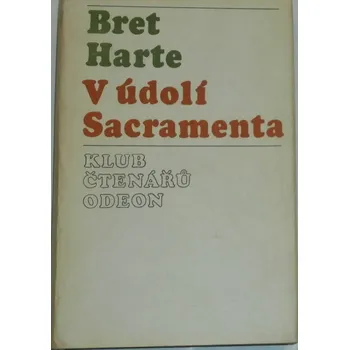 Bret
Harte
V údolí
Sacramenta
KLUB
ČTENÁŘŮ
ODEON